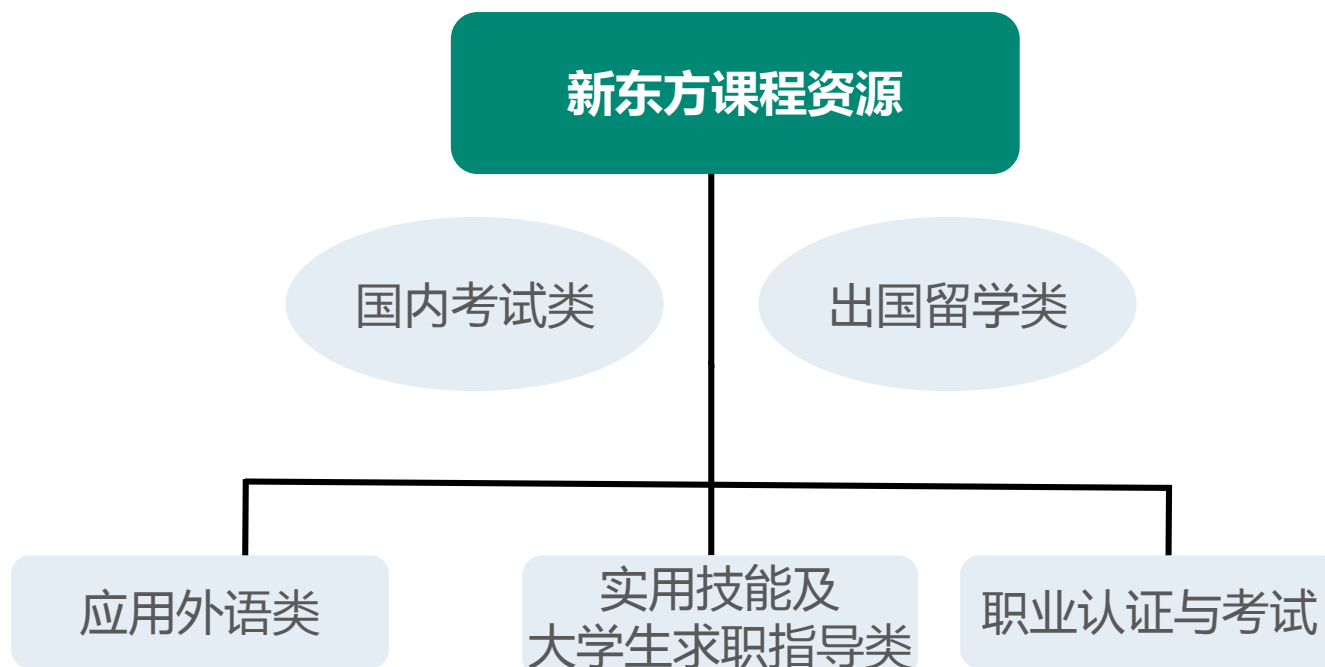 新东方课程资源
国内考试类
出国留学类
应用外语类
实用技能及
大学生求职指导类
职业认证与考试